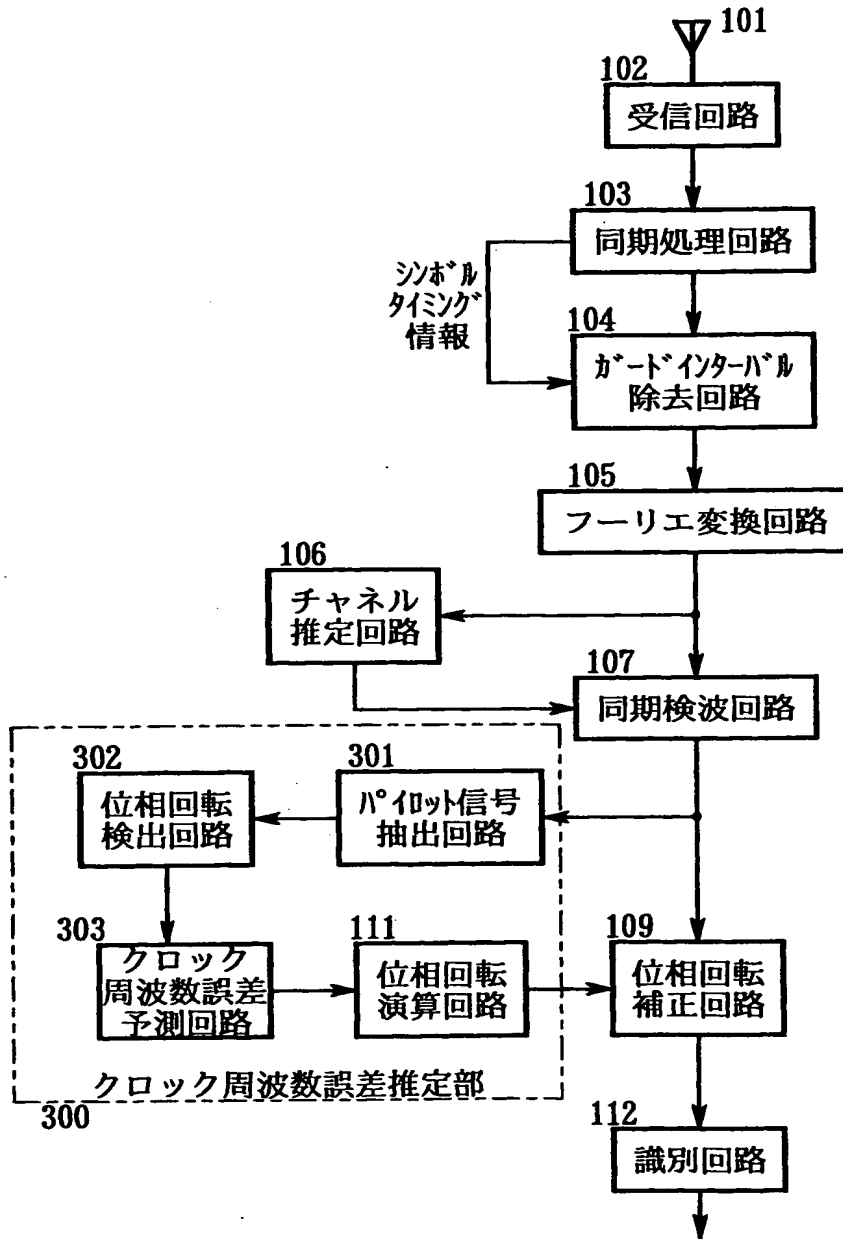 101
102
受信回路
103
同期処理回路
シンボル
タイミング
情報
104
ガードインターバル
除去回路
105
フーリエ変換回路
106
チャネル
推定回路
107
同期検波回路
302
位相回転
検出回路
301
パイロット信号
抽出回路
303
クロック
周波数誤差
予測回路
111
位相回転
演算回路
109
位相回転
補正回路
クロック周波数誤差推定部
300
112
識別回路